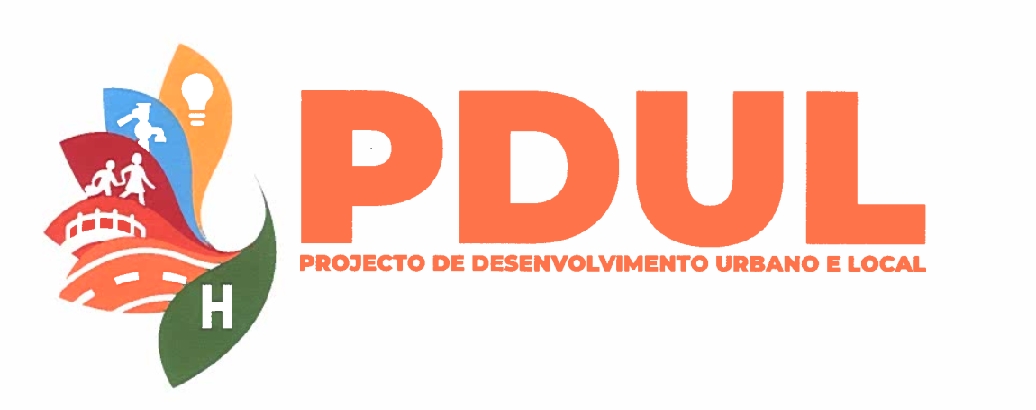 PDUL
PROJECTO DE DESENVOLVIMENTO URBANO E LOCAL
H